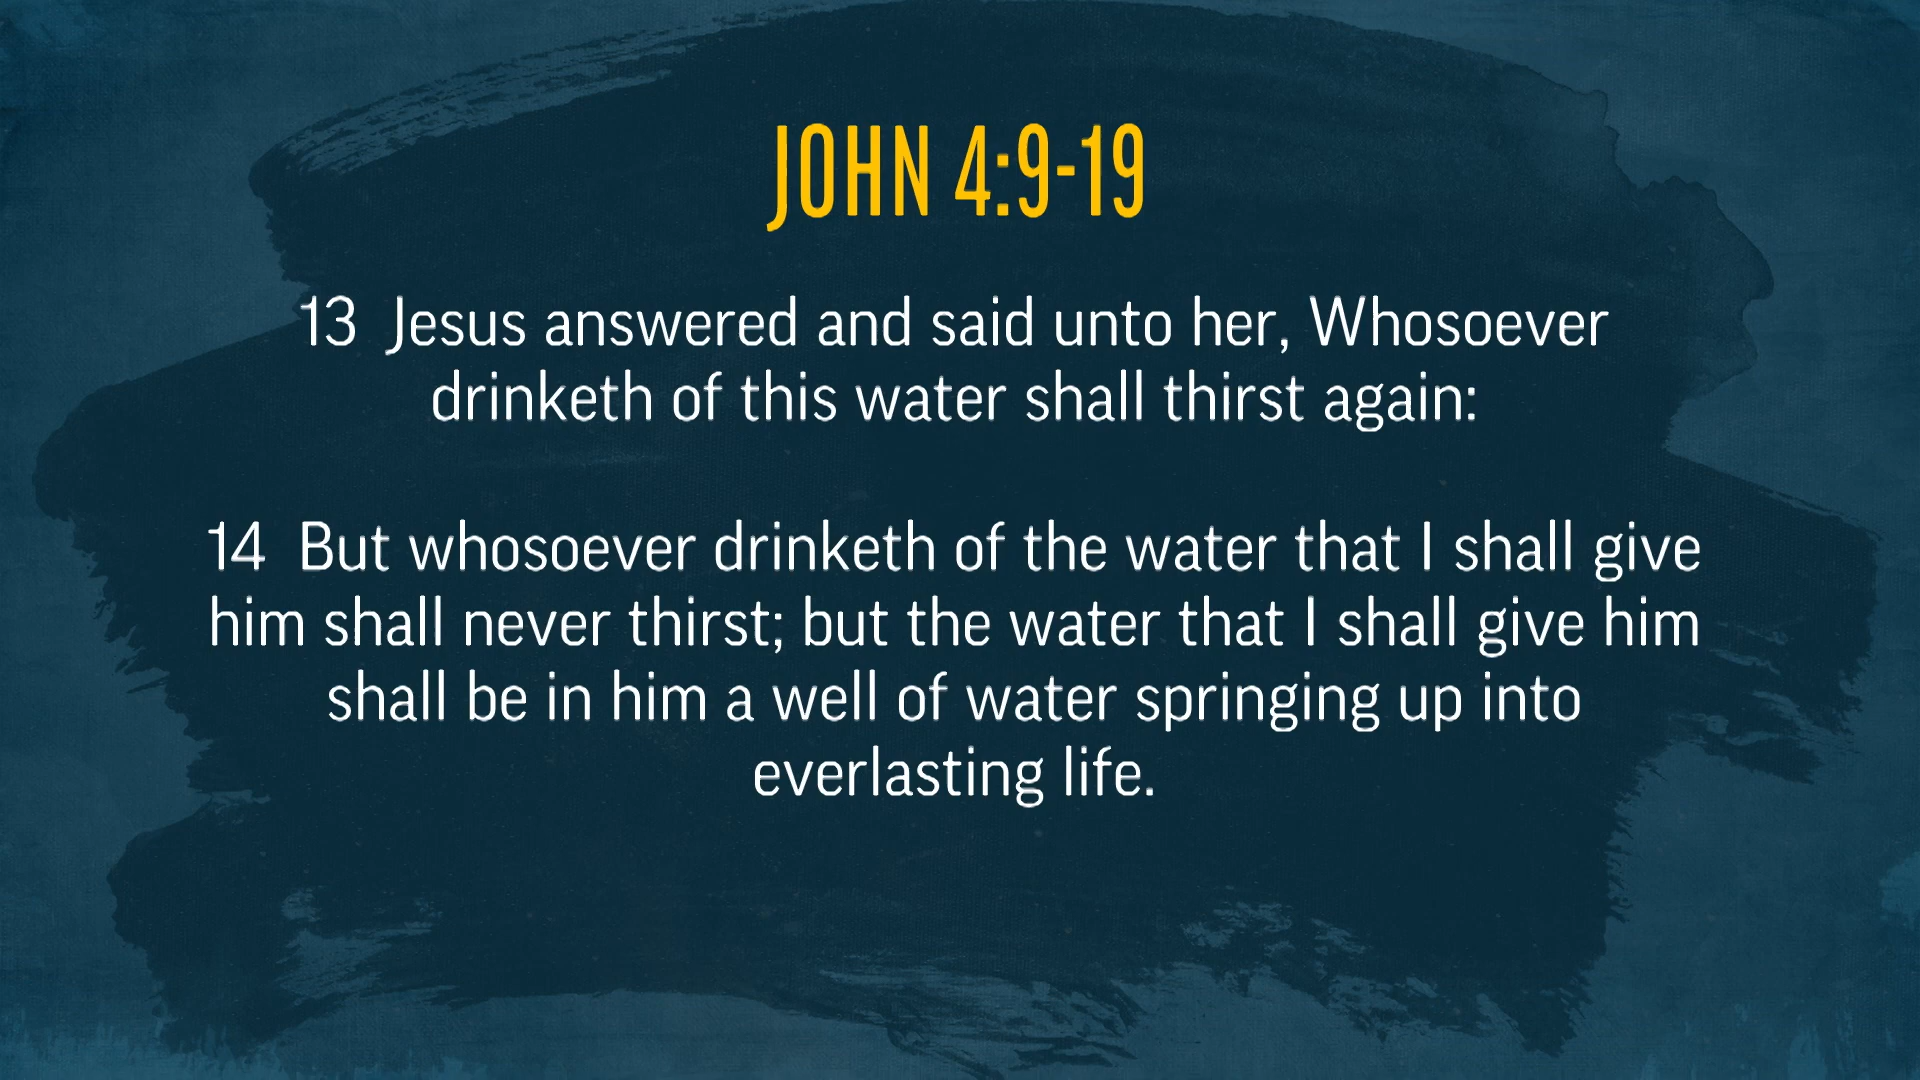 JOHN 4:9-19
13 Jesus answered and said unto her, Whosoever
drinketh of this water shall thirst again:
14 But whosoever drinketh of the water that I shall give
him shall never thirst; but the water that I shall give him
shall be in him a well of water springing up into
everlasting life.